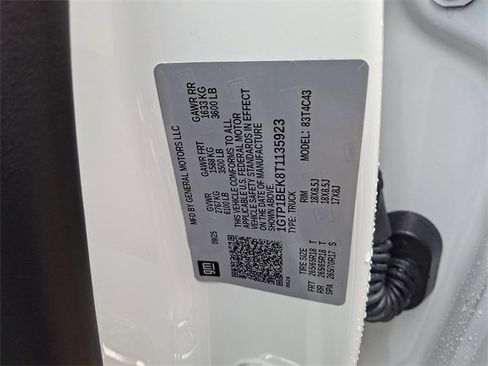 MFD BY GENERAL MOTORS LLC
09/25
GVWR
2767 KG
6100 LB
GAWR FRT
1588 KG
3500 LB
GAWR RR
1633 KG
3600 LB
THIS VEHICLE CONFORMS TO ALL
APPLICABLE U.S. FEDERAL MOTOR
VEHICLE SAFETY STANDARDS IN EFFECT
ON THE DATE OF MANUFACTURE
SHOWN ABOVE.
1GTP1BEK8T1135923
TYPE: TRUCK
MODEL: 83T4C43
TIRE SIZE
RIM
FRT 265/65R18 T 18X8.5J
RR 265/65R18 T 18X8.5J
SPA 265/70R17 S 17X8J
gm